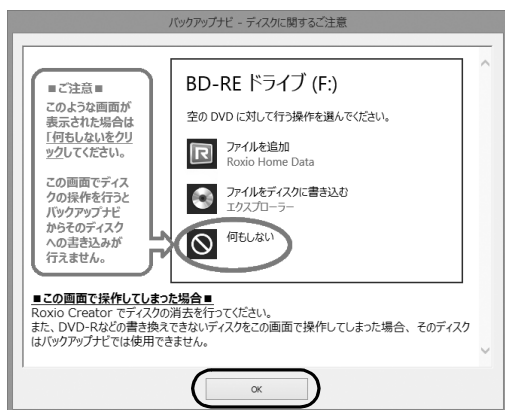 バックアップナビ - ディスクに関するご注意
■ご注意■
このような画面が
表示された場合は
「何もしないをクリ
ックしてください。
この画面でディス
クの操作を行うと
バックアップナビ
からそのディスク
への書き込みが
行えません。
BD-RE ドライブ (F:)
空の DVD に対して行う操作を選んでください。
ファイルを追加
Roxio Home Data
ファイルをディスクに書き込む
エクスプローラー
何もしない
■この画面で操作してしまった場合■
Roxio Creator でディスクの消去を行ってください。
また、DVD-Rなどの書き換えできないディスクをこの画面で操作してしまった場合、そのディスク
はバックアップナビでは使用できません。
OK